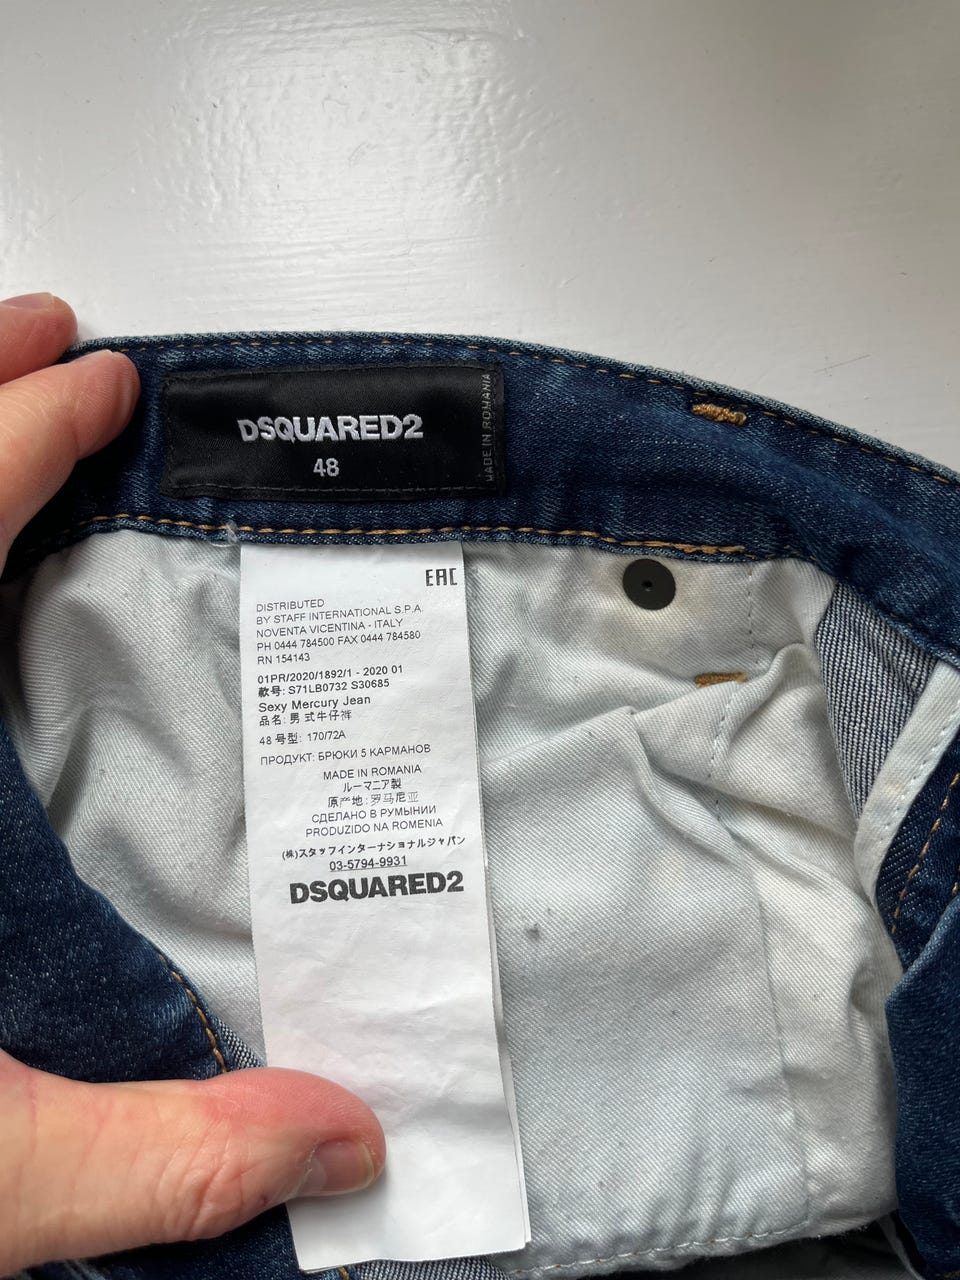 DSQUARED2
48
MADE IN ROMANIA
EAC
DISTRIBUTED
BY STAFF INTERNATIONAL S.P.A.
NOVENTA VICENTINA - ITALY
PH 0444 784500 FAX 0444 784580
RN 154143
01PR/2020/1892/1 - 2020 01
款号: S71LB0732 S30685
Sexy Mercury Jean
品名: 男 式牛仔裤
48 号型: 170/72A
ПРОДУКТ: БРЮКИ 5 КАРМАНОВ
MADE IN ROMANIA
ルーマニア製
原产地: 罗马尼亚
СДЕЛАНО В РУМЫНИИ
PRODUZIDO NA ROMENIA
(株)スタッフインターナショナルジャパン
03-5794-9931
DSQUARED2